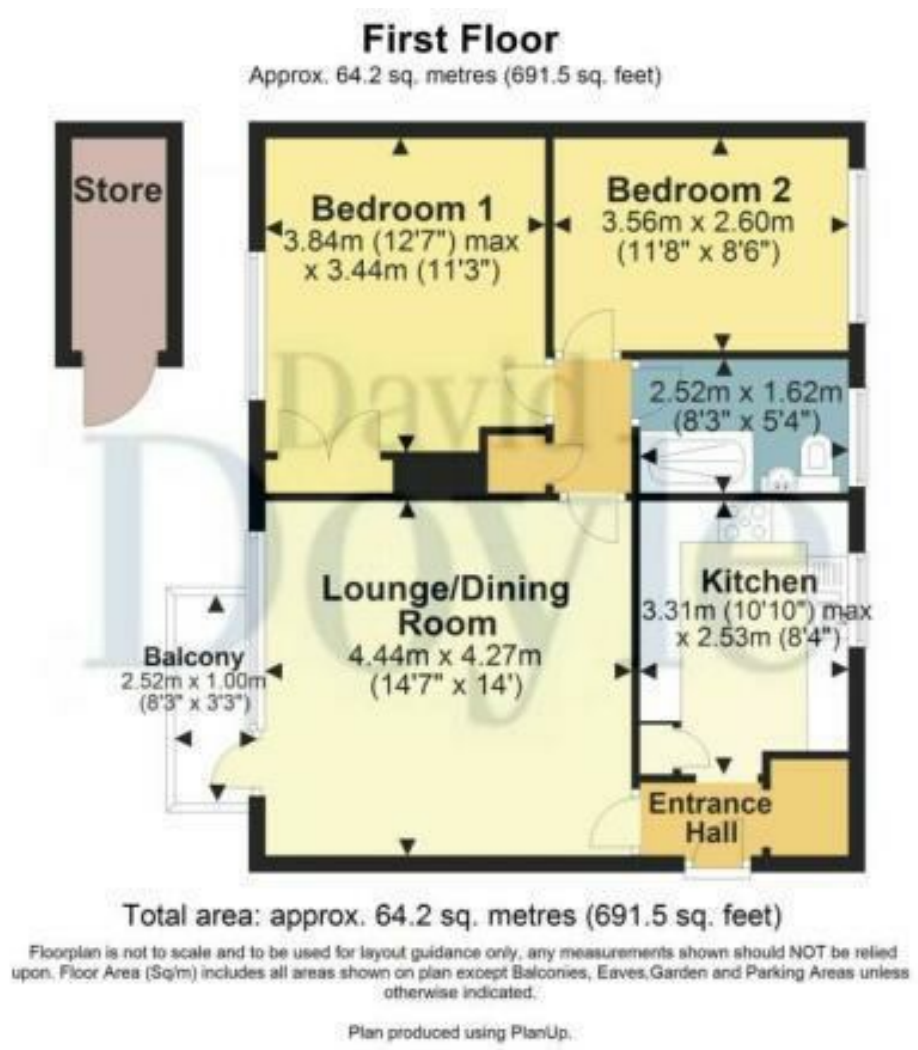 First Floor
Approx. 64.2 sq. metres (691.5 sq. feet)
Store
Bedroom 1
3.84m (12'7") max
x 3.44m (11'3")
Bedroom 2
3.56m x 2.60m
(11'8" x 8'6")
2.52m x 1.62m
(8'3" x 5'4")
David
Doyle
Lounge/Dining
Room
4.44m x 4.27m
(14'7" x 14')
Kitchen
3.31m (10'10") max
x 2.53m (8'4")
Balcony
2.52m x 1.00m
(8'3" x 3'3")
Entrance
Hall
Total area: approx. 64.2 sq. metres (691.5 sq. feet)
Floorplan is not to scale and to be used for layout guidance only, any measurements shown should NOT be relied
upon. Floor Area (Sq/m) includes all areas shown on plan except Balconies, Eaves,Garden and Parking Areas unless
otherwise indicated.
Plan produced using PlanUp.